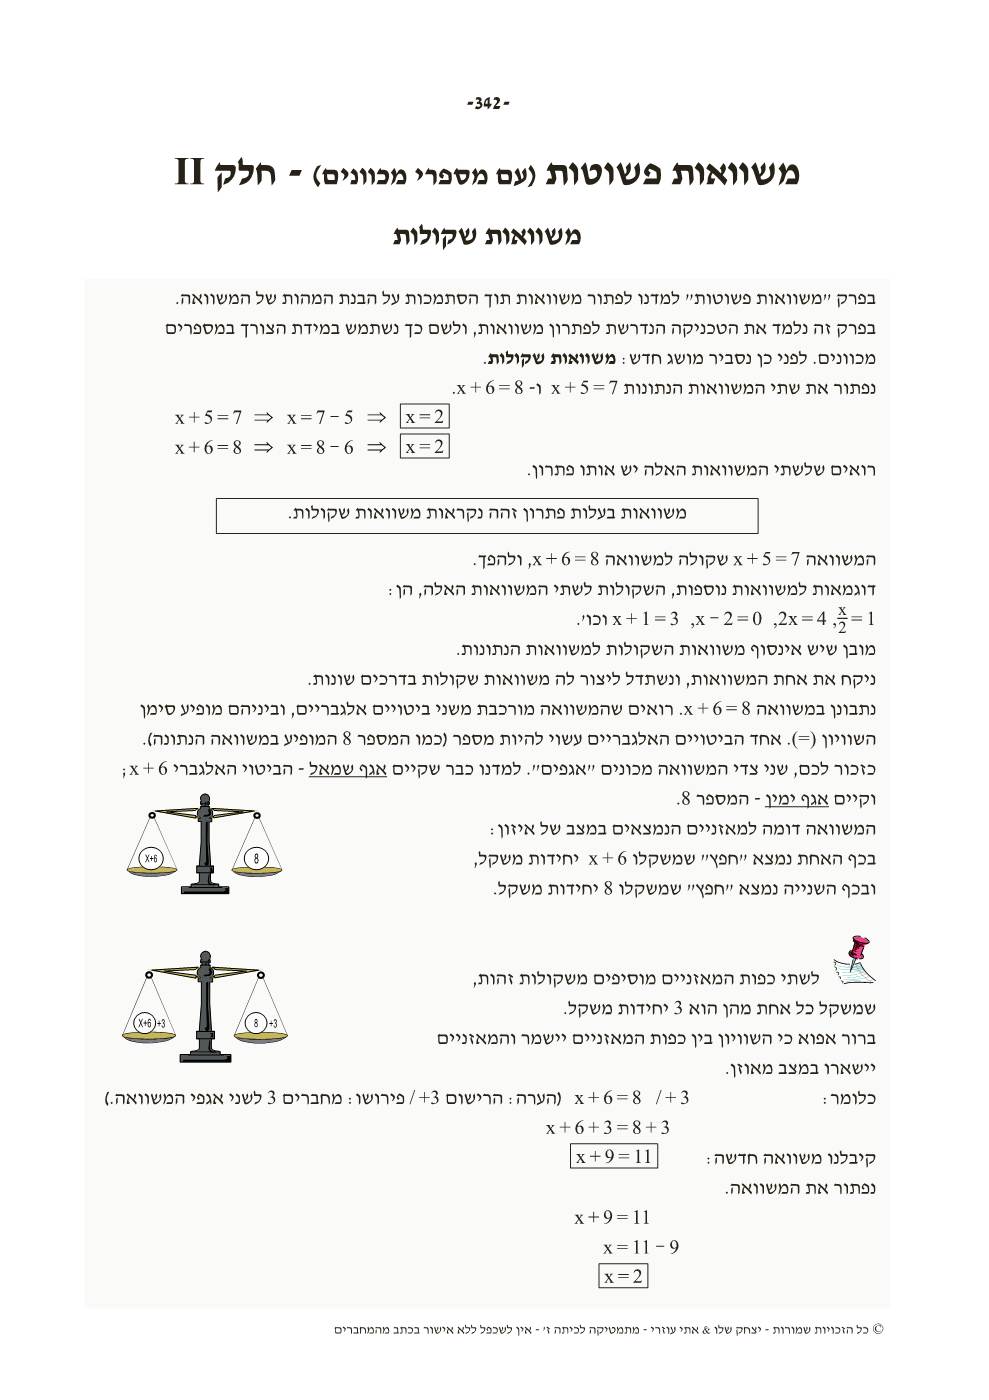 -342-
משוואות פשוטות (עם מספרי מכוונים) - חלק II
משוואות שקולות
בפרק "משוואות פשוטות" למדנו לפתור משוואות תוך הסתמכות על הבנת המהות של המשוואה.
בפרק זה נלמד את הטכניקה הנדרשת לפתרון משוואות, ולשם כך נשתמש במידת הצורך במספרים
מכוונים. לפני כן נסביר מושג חדש: משוואות שקולות.
נפתור את שתי המשוואות הנתונות x + 5 = 7 ו- x + 6 = 8.
x + 5 = 7 ⇒ x = 7 − 5 ⇒ x = 2
x + 6 = 8 ⇒ x = 8 − 6 ⇒ x = 2
רואים שלשתי המשוואות האלה יש אותו פתרון.
משוואות בעלות פתרון זהה נקראות משוואות שקולות.
המשוואה x + 5 = 7 שקולה למשוואה x + 6 = 8, ולהפך.
דוגמאות למשוואות נוספות, השקולות לשתי המשוואות האלה, הן:
x/2 = 1, 2x = 4, x − 2 = 0, x + 1 = 3 וכו'.
מובן שיש אינסוף משוואות השקולות למשוואות הנתונות.
ניקח את אחת המשוואות, ונשתדל ליצור לה משוואות שקולות בדרכים שונות.
נתבונן במשוואה x + 6 = 8. רואים שהמשוואה מורכבת משני ביטויים אלגבריים, וביניהם מופיע סימן
השוויון (=). אחד הביטויים האלגבריים עשוי להיות מספר (כמו המספר 8 המופיע במשוואה הנתונה).
כזכור לכם, שני צדי המשוואה מכונים "אגפים". למדנו כבר שקיים אגף שמאל - הביטוי האלגברי x + 6;
וקיים אגף ימין - המספר 8.
המשוואה דומה למאזניים הנמצאים במצב של איזון:
בכף האחת נמצא "חפץ" שמשקלו x + 6 יחידות משקל,
ובכף השנייה נמצא "חפץ" שמשקלו 8 יחידות משקל.
X+6 8
לשתי כפות המאזניים מוסיפים משקולות זהות,
שמשקל כל אחת מהן הוא 3 יחידות משקל.
ברור אפוא כי השוויון בין כפות המאזניים יישמר והמאזניים
יישארו במצב מאוזן.
X+6 +3 8 +3
כלומר: x + 6 = 8 / + 3 (הערה: הרישום 3+ / פירושו: מחברים 3 לשני אגפי המשוואה.)
x + 6 + 3 = 8 + 3
קיבלנו משוואה חדשה: x + 9 = 11
נפתור את המשוואה.
x + 9 = 11
x = 11 − 9
x = 2
© כל הזכויות שמורות - יצחק שלו & אתי עוזרי - מתמטיקה לכיתה ז' - אין לשכפל ללא אישור בכתב מהמחברים